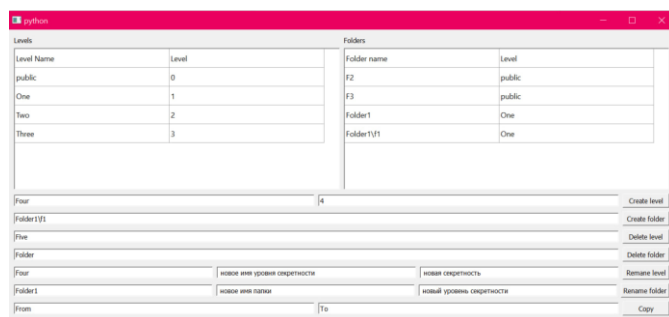 python
Levels Folders
Level Name Level Folder name Level
public 0 F2 public
One 1 F3 public
Two 2 Folder1 One
Three 3 Folder1\f1 One
Four 4 Create level
Folder1\f1 Create folder
Five Delete level
Folder Delete folder
Four новое имя уровня секретности новая секретность Remane level
Folder1 новое имя папки новый уровень секретности Rename folder
From To Copy